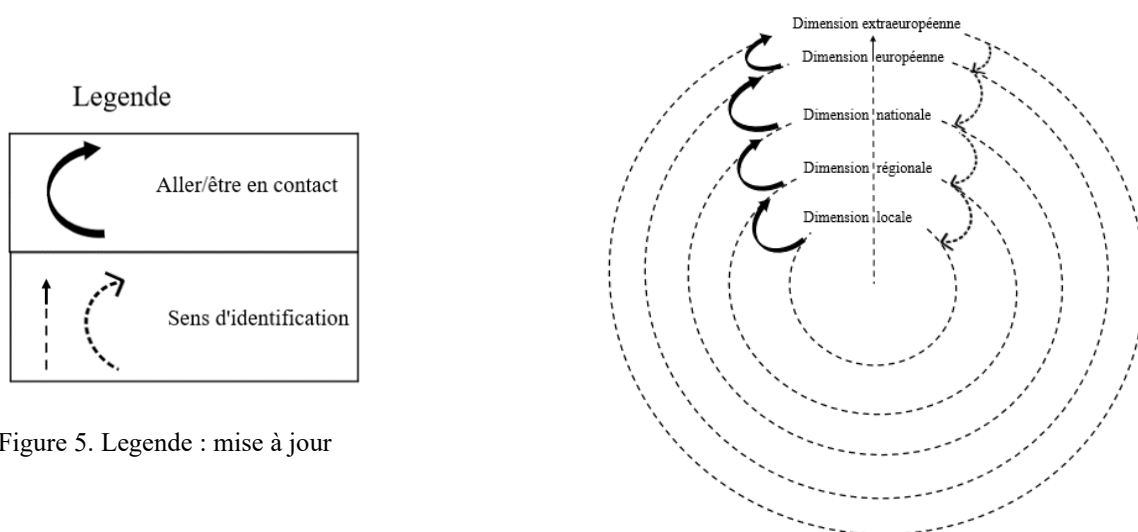 Legende
Aller/être en contact
Sens d'identification
Figure 5. Legende : mise à jour
Dimension extraeuropéenne
Dimension européenne
Dimension nationale
Dimension régionale
Dimension locale